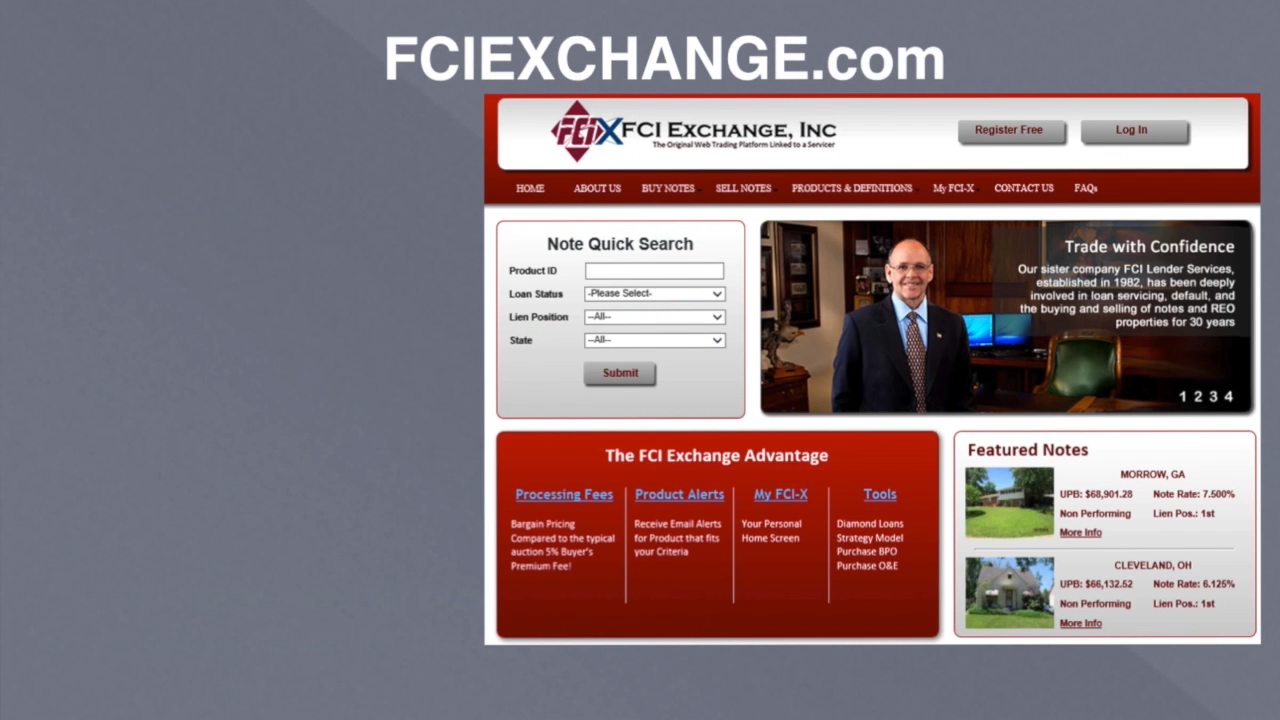 FCIEXCHANGE.com
FCiX FCI EXCHANGE, INC
The Original Web Trading Platform Linked to a Servicer
Register Free
Log In
HOME ABOUT US BUY NOTES SELL NOTES PRODUCTS & DEFINITIONS My FCI-X CONTACT US FAQs
Note Quick Search
Product ID
Loan Status -Please Select-
Lien Position --All--
State --All--
Submit
Trade with Confidence
Our sister company FCI Lender Services,
established in 1982, has been deeply
involved in loan servicing, default, and
the buying and selling of notes and REO
properties for 30 years
1 2 3 4
The FCI Exchange Advantage
Processing Fees
Bargain Pricing
Compared to the typical
auction 5% Buyer's
Premium Fee!
Product Alerts
Receive Email Alerts
for Product that fits
your Criteria
My FCI-X
Your Personal
Home Screen
Tools
Diamond Loans
Strategy Model
Purchase BPO
Purchase O&E
Featured Notes
MORROW, GA
UPB: $68,901.28 Note Rate: 7.500%
Non Performing Lien Pos.: 1st
More Info
CLEVELAND, OH
UPB: $66,132.52 Note Rate: 6.125%
Non Performing Lien Pos.: 1st
More Info